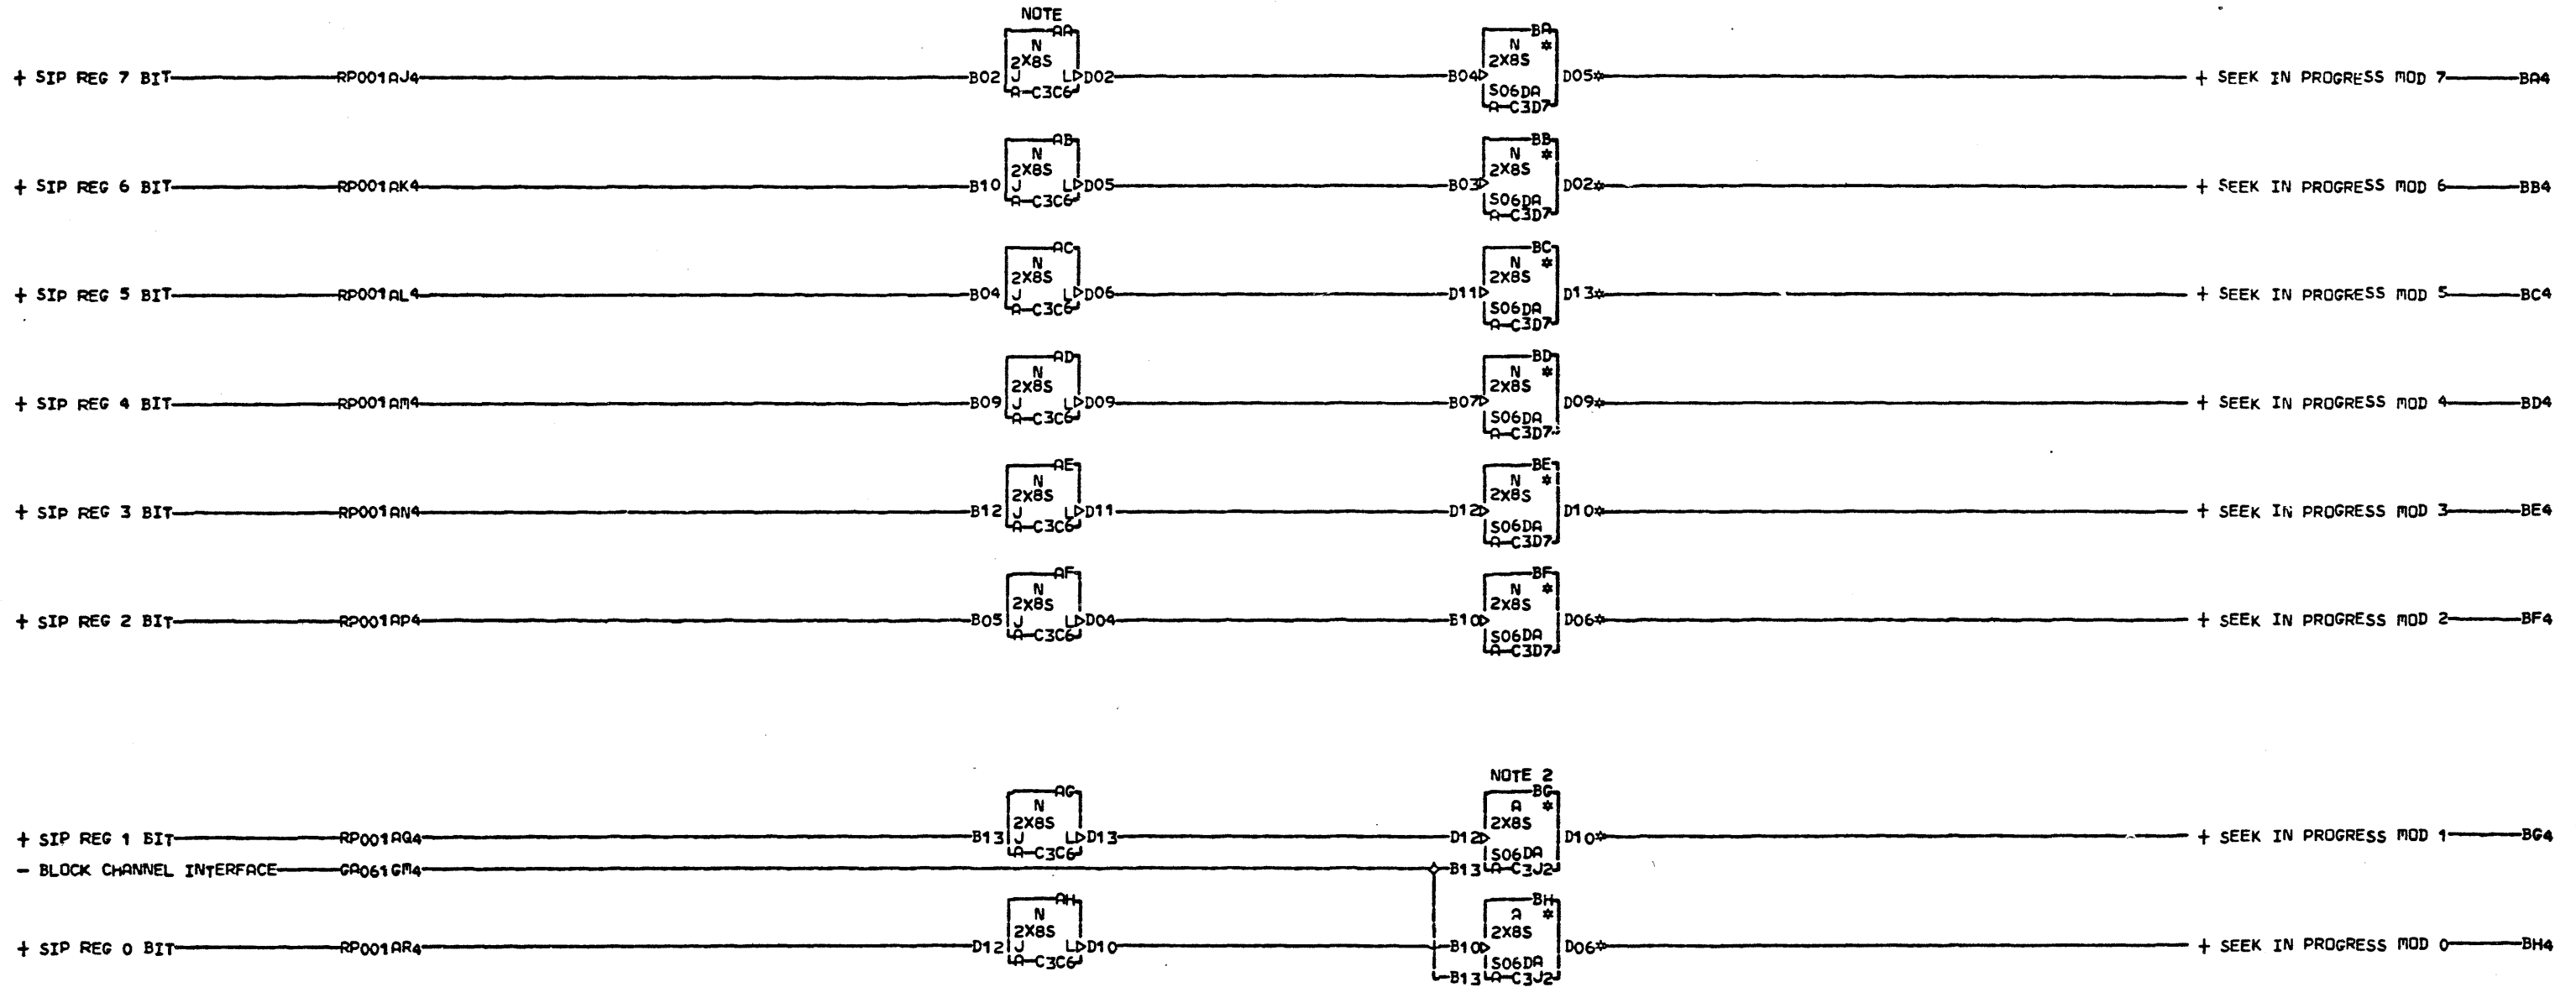 NOTE
AA
BA
N
N *
2X8S
2X8S
+ SIP REG 7 BIT RP001AJ4 B02 J L D02 B04 D05* + SEEK IN PROGRESS MOD 7 BA4
S06DA
A-C3C6
A-C3D7
AB
BB
N
N *
2X8S
2X8S
+ SIP REG 6 BIT RP001AK4 B10 J L D05 B03 D02* + SEEK IN PROGRESS MOD 6 BB4
S06DA
A-C3C6
A-C3D7
AC
BC
N
N *
2X8S
2X8S
+ SIP REG 5 BIT RP001AL4 B04 J L D06 D11 D13* + SEEK IN PROGRESS MOD 5 BC4
S06DA
A-C3C6
A-C3D7
AD
BD
N
N *
2X8S
2X8S
+ SIP REG 4 BIT RP001AM4 B09 J L D09 B07 D09* + SEEK IN PROGRESS MOD 4 BD4
S06DA
A-C3C6
A-C3D7
AE
BE
N
N *
2X8S
2X8S
+ SIP REG 3 BIT RP001AN4 B12 J L D11 D12 D10* + SEEK IN PROGRESS MOD 3 BE4
S06DA
A-C3C6
A-C3D7
AF
BF
N
N *
2X8S
2X8S
+ SIP REG 2 BIT RP001AP4 B05 J L D04 B10 D06* + SEEK IN PROGRESS MOD 2 BF4
S06DA
A-C3C6
A-C3D7
NOTE 2
AG
BG
N
A *
2X8S
2X8S
+ SIP REG 1 BIT RP001AQ4 B13 J L D13 D12 D10* + SEEK IN PROGRESS MOD 1 BG4
S06DA
A-C3C6
- BLOCK CHANNEL INTERFACE GA061GM4 B13 A-C3J2
AH
BH
N
A *
2X8S
2X8S
+ SIP REG 0 BIT RP001AR4 D12 J L D10 B10 D06* + SEEK IN PROGRESS MOD 0 BH4
S06DA
A-C3C6
B13 A-C3J2